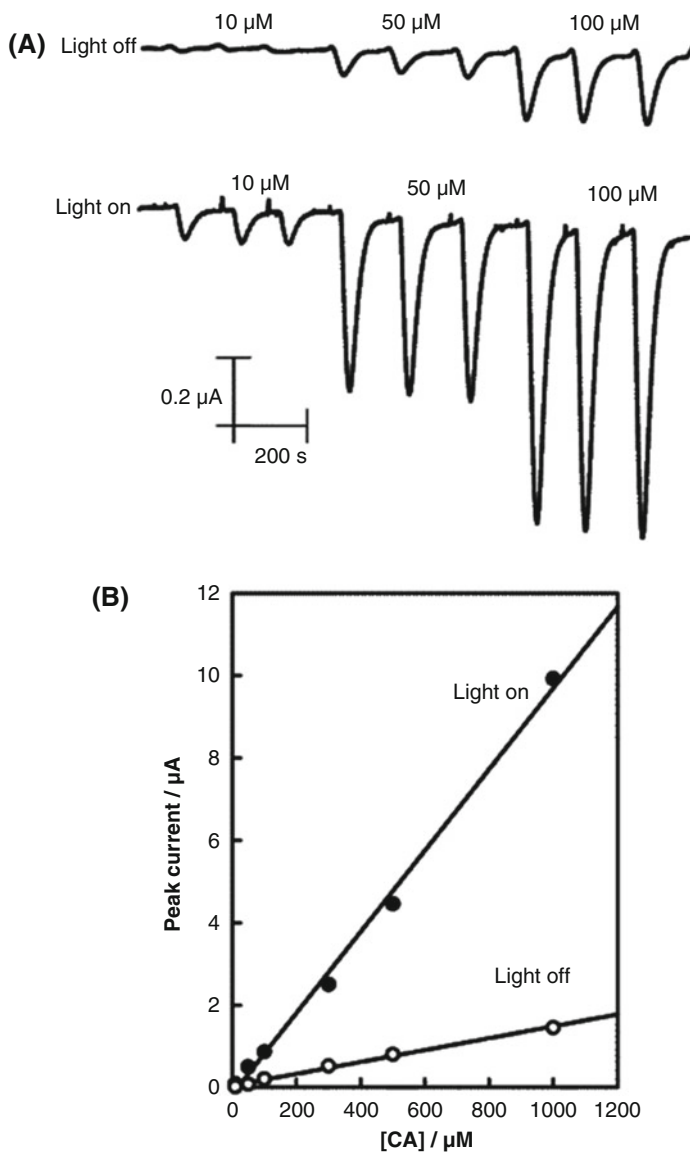 (A)
Light off
10 µM 50 µM 100 µM
Light on
10 µM 50 µM 100 µM
0.2 µA
200 s
(B)
12
10
8
6
4
2
0
Peak current / µA
Light on
Light off
0 200 400 600 800 1000 1200
[CA] / µM